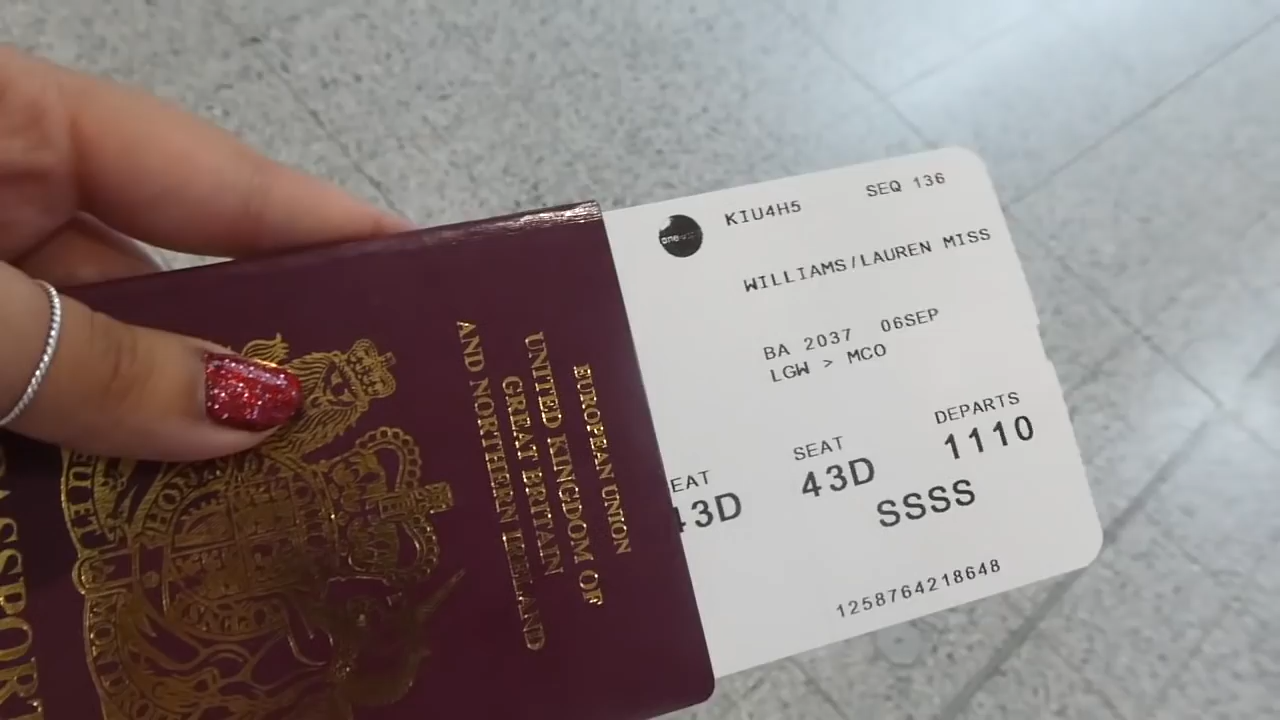 KIU4H5
SEQ 136
WILLIAMS/LAUREN MISS
BA 2037 06SEP
LGW > MCO
SEAT
DEPARTS
43D
1110
EAT
43D
SSSS
1258764218648
EUROPEAN UNION
UNITED KINGDOM OF
GREAT BRITAIN
AND NORTHERN IRELAND